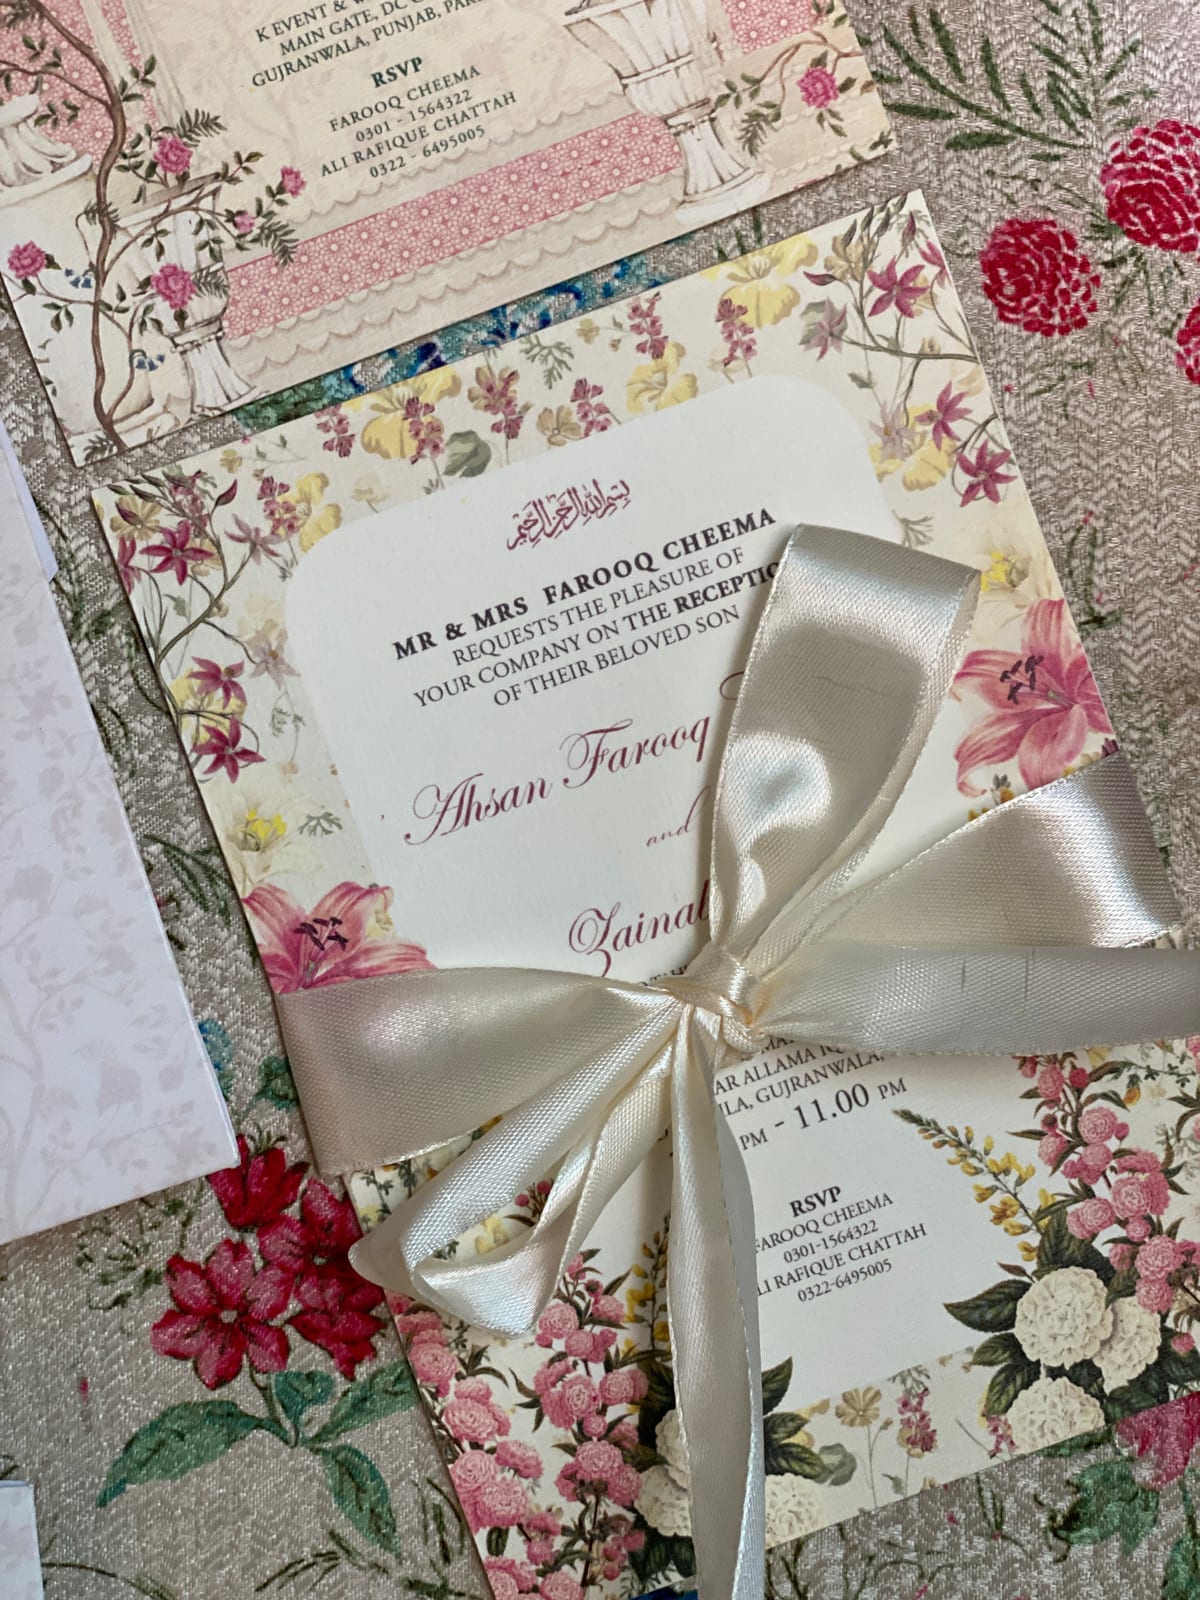 K EVENT &
MAIN GATE, DC
GUJRANWALA, PUNJAB,
RSVP
FAROOQ CHEEMA
0301 - 1564322
ALI RAFIQUE CHATTAH
0322 - 6495005
بسم الله الرحمن الرحيم
MR & MRS FAROOQ CHEEMA
REQUESTS THE PLEASURE OF
YOUR COMPANY ON THE RECEPTIO
OF THEIR BELOVED SON
Ahsan Farooq
and
Zainab
AR ALLAMA
LA, GUJRANWALA,
PM - 11.00 PM
RSVP
FAROOQ CHEEMA
0301-1564322
LI RAFIQUE CHATTAH
0322-6495005